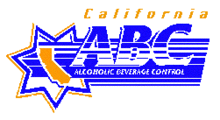 California
ABC
ALCOHOLIC BEVERAGE CONTROL